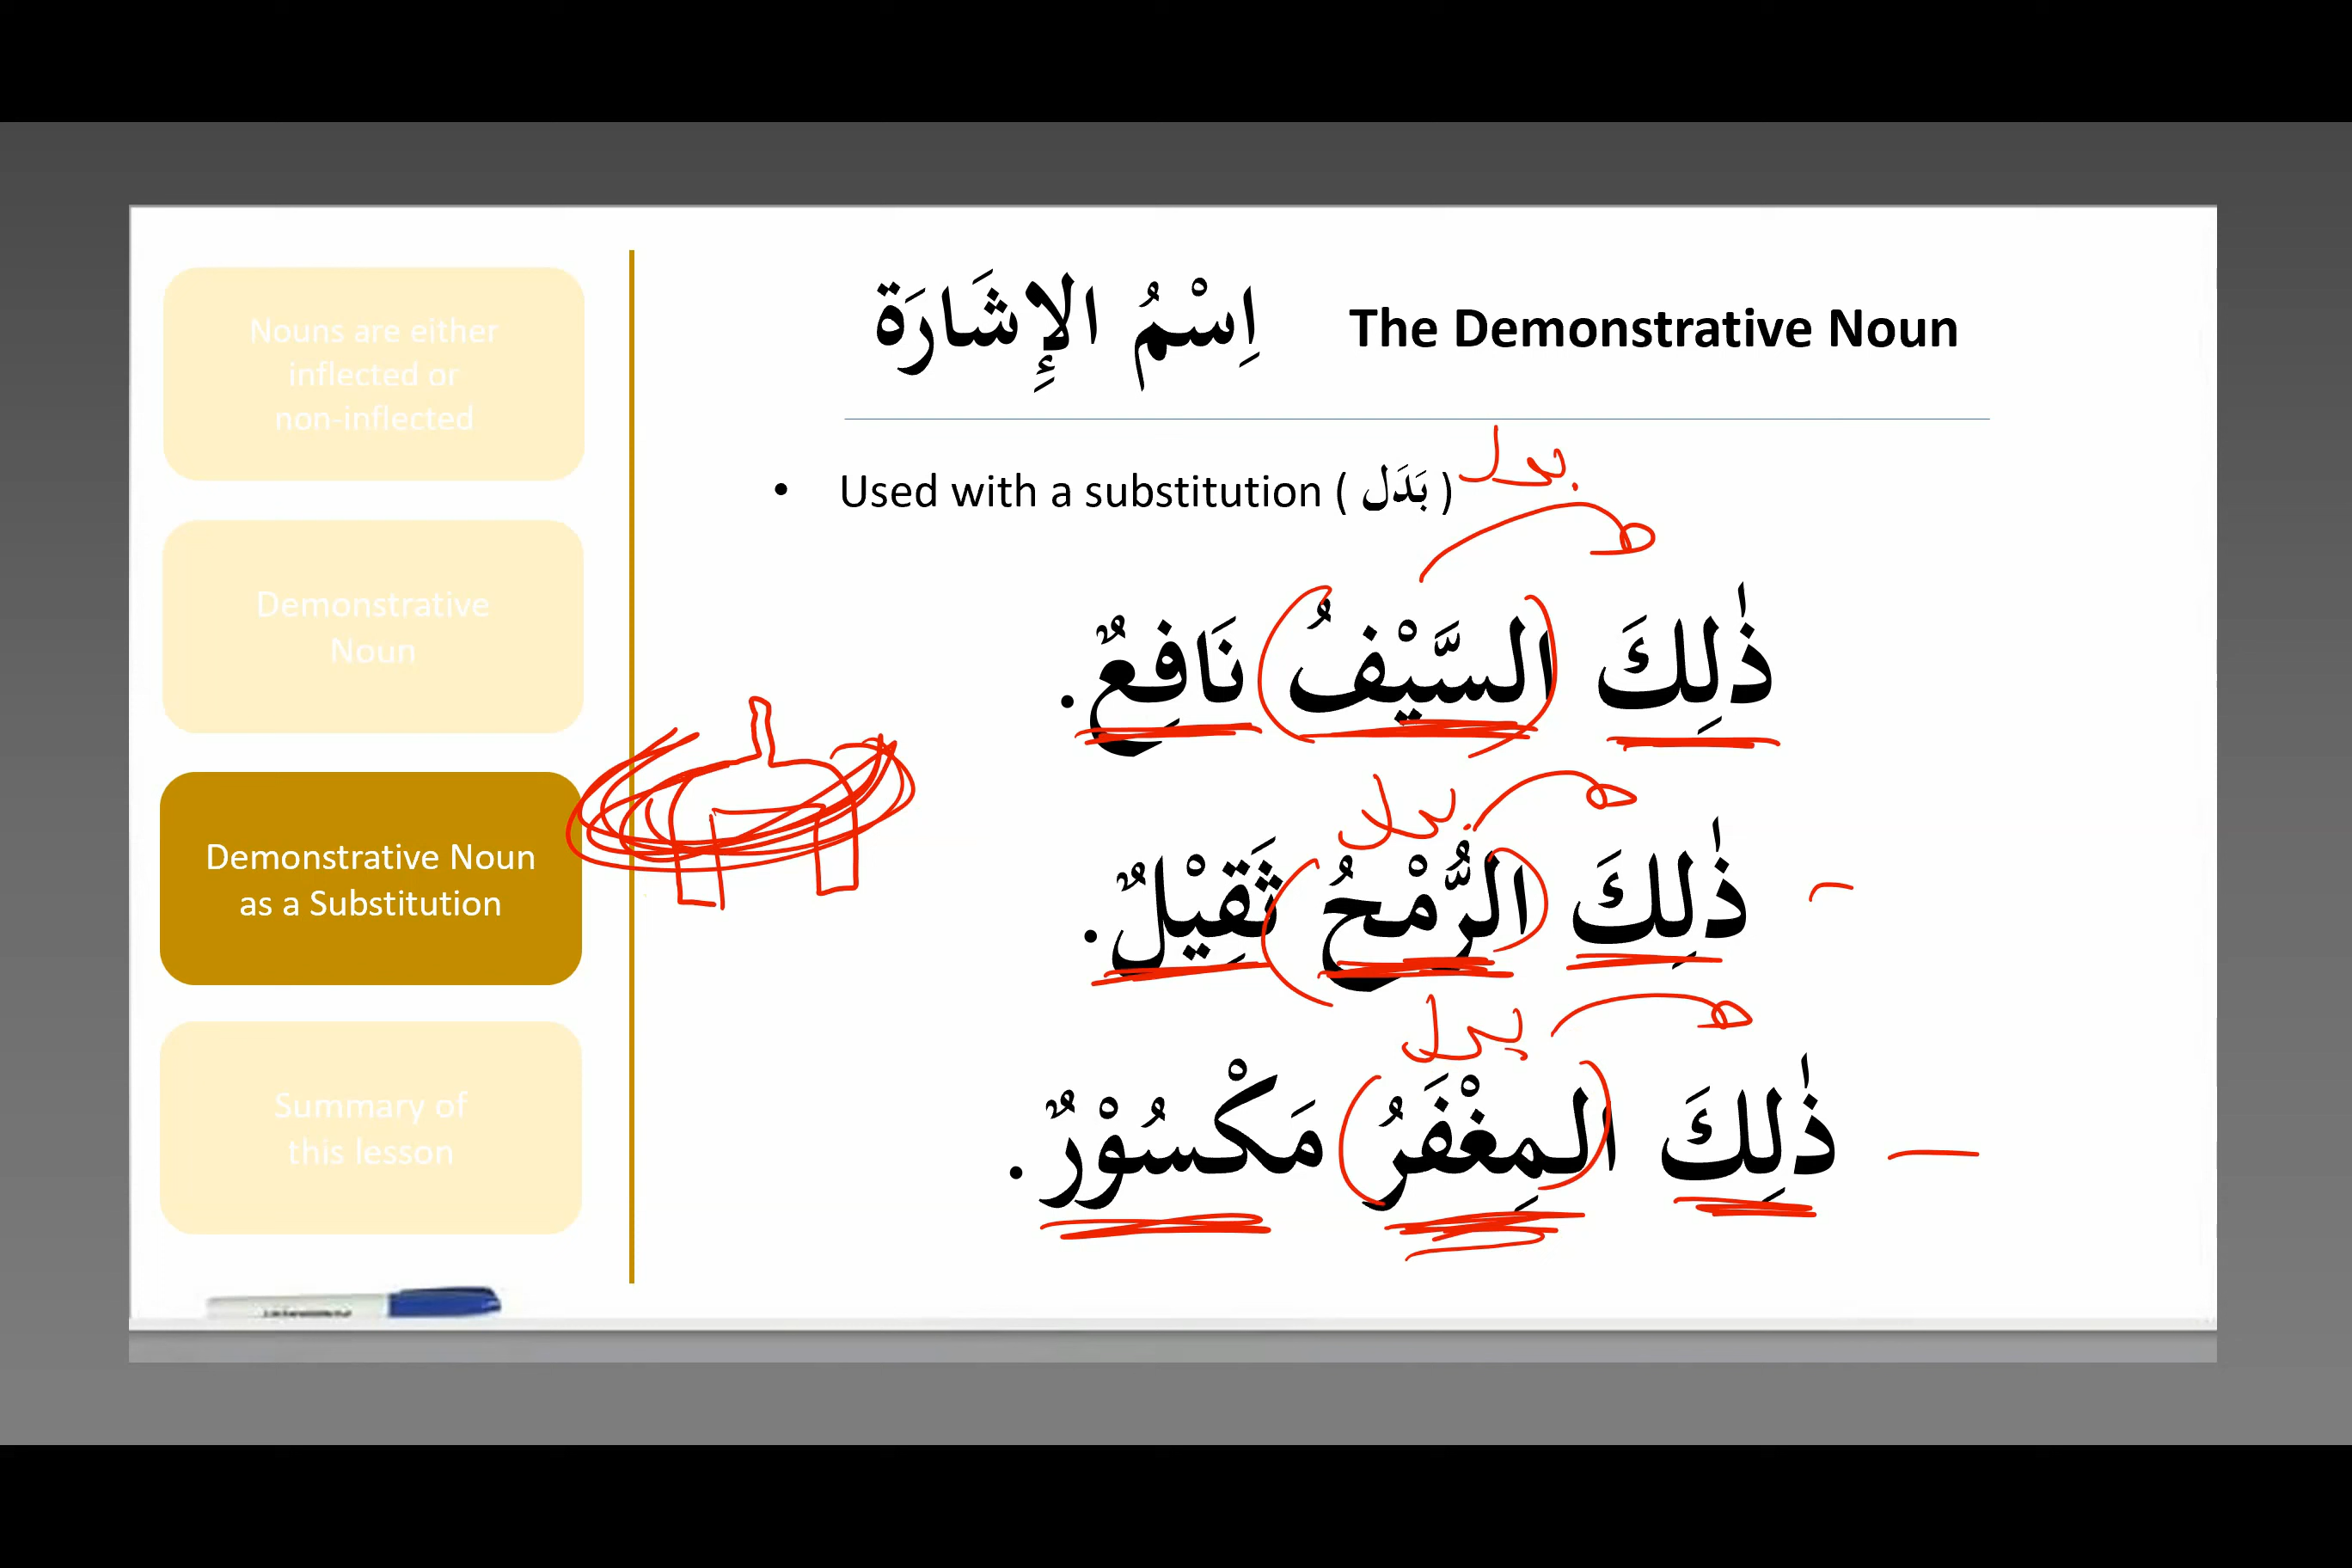 Nouns are either
inflected or
non-inflected
Demonstrative
Noun
Demonstrative Noun
as a Substitution
Summary of
this lesson
اِسْمُ الإِشَارَة The Demonstrative Noun
• Used with a substitution ( بَدَل )
بدل
ذٰلِكَ السَّيْفُ نَافِعٌ.
بدل
ذٰلِكَ الرُّمْحُ ثَقِيْلٌ.
بدل
ذٰلِكَ المِغْفَرُ مَكْسُوْرٌ.